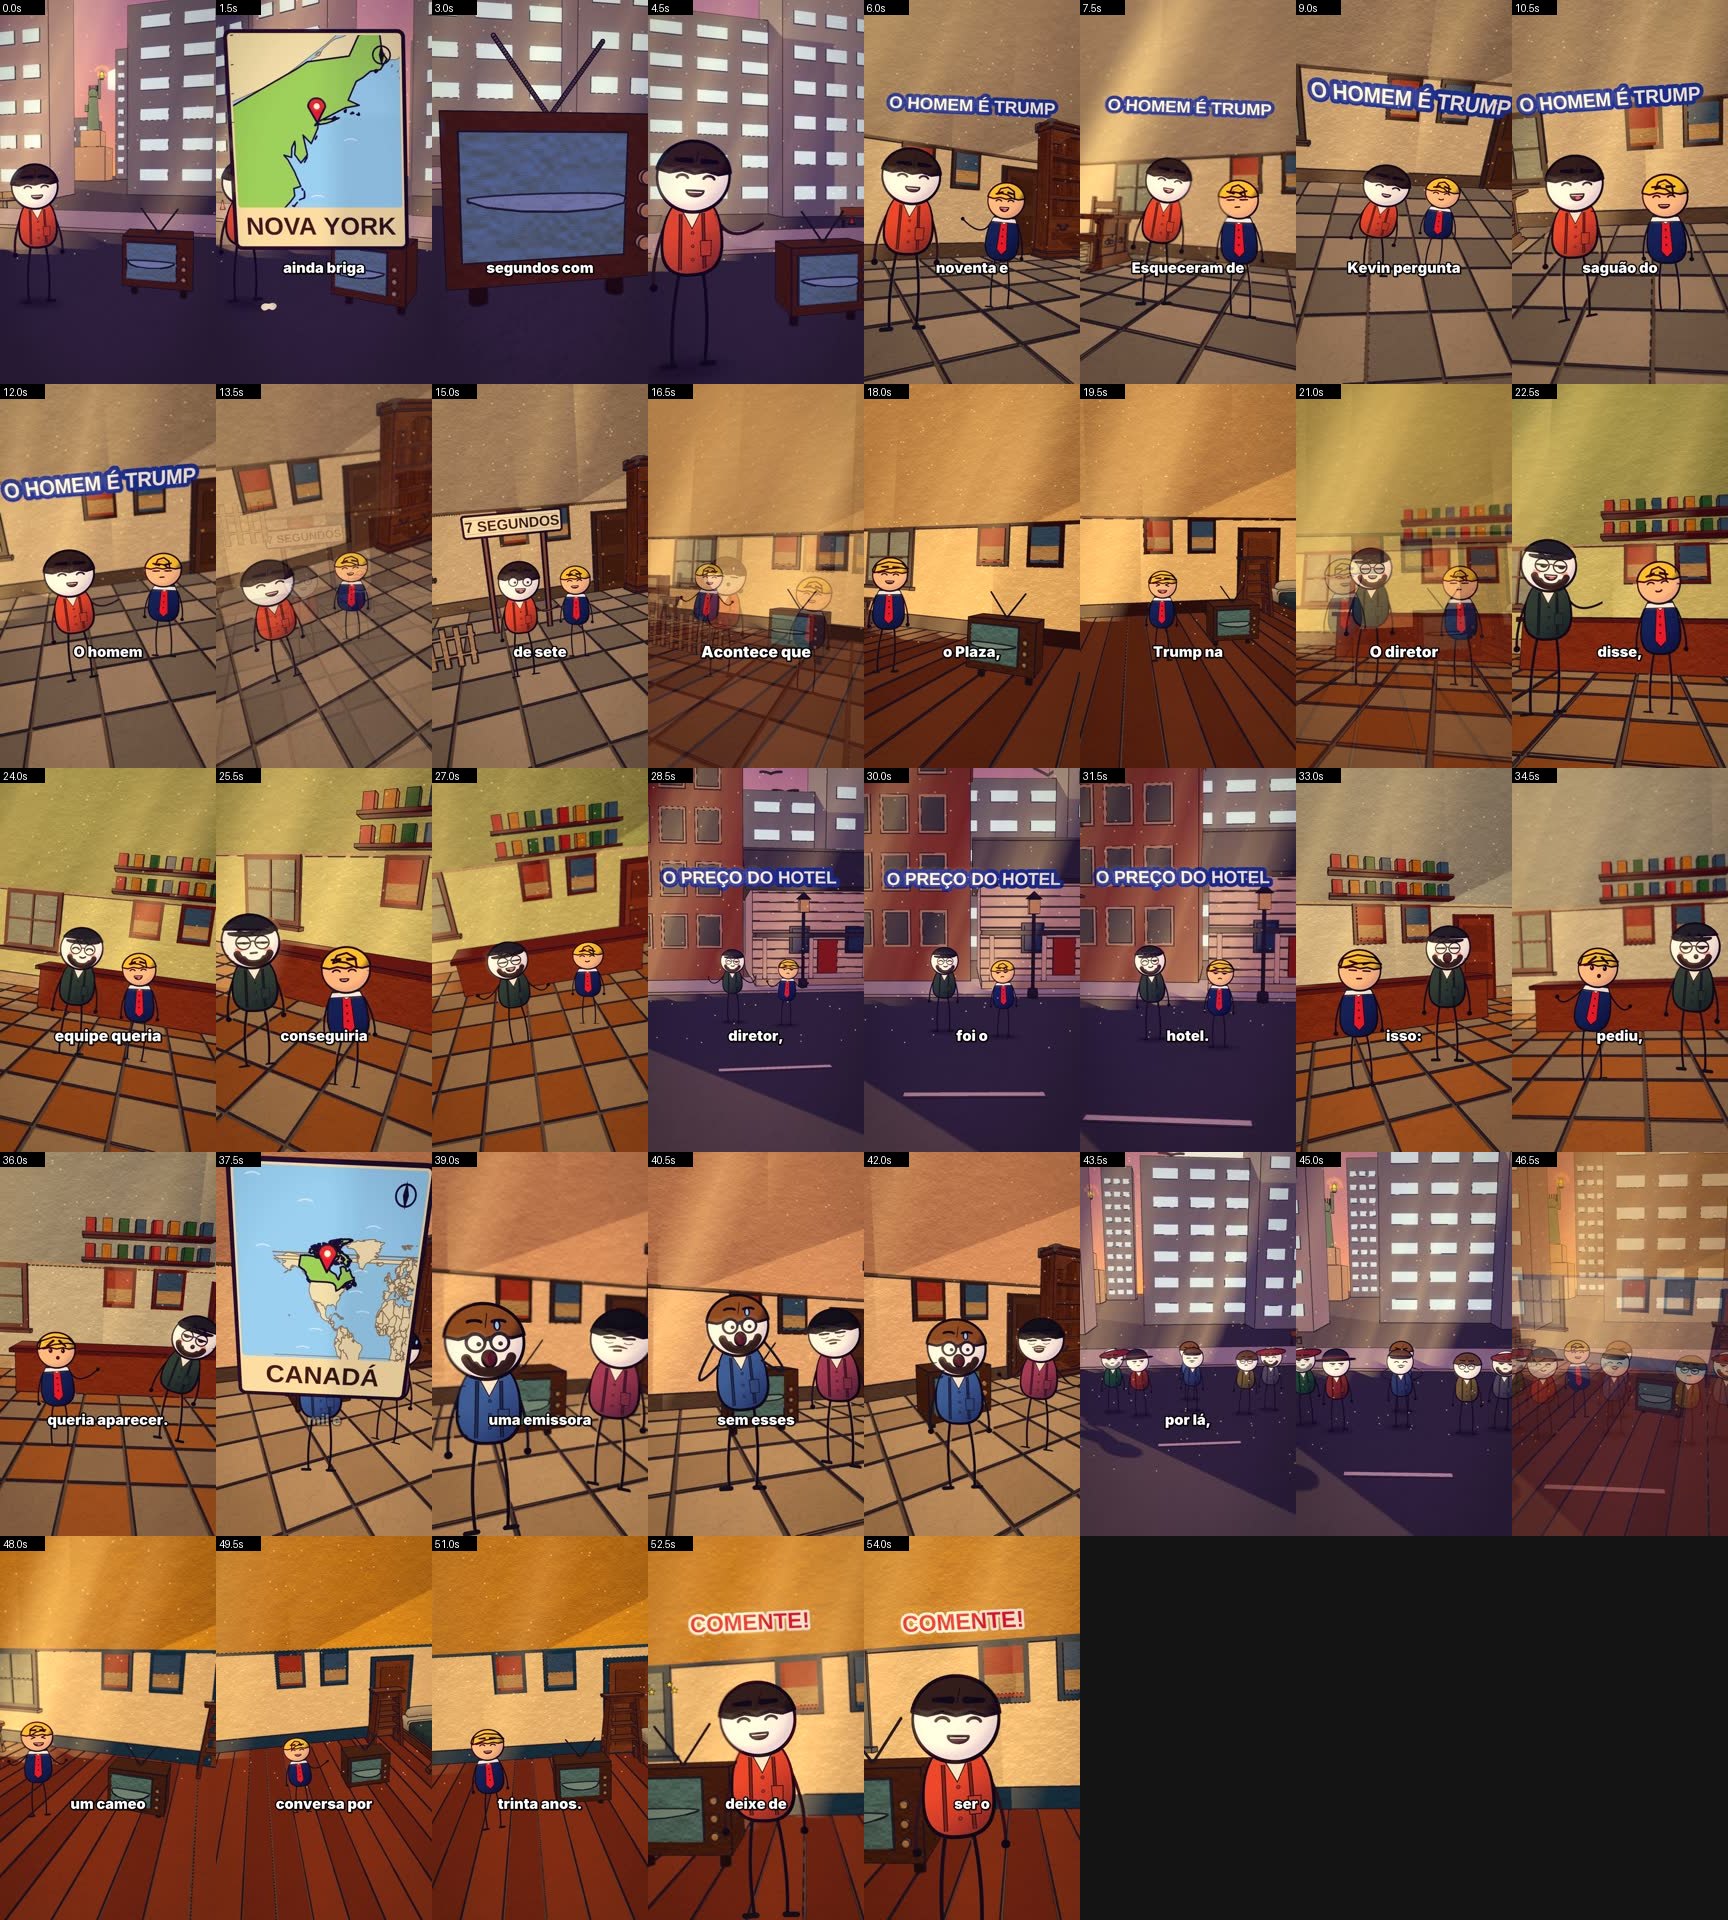 0.0s
1.5s
3.0s
4.5s
6.0s
7.5s
9.0s
10.5s
NOVA YORK
O HOMEM É TRUMP
O HOMEM É TRUMP
O HOMEM É TRUMP
O HOMEM É TRUMP
ainda briga
segundos com
noventa e
Esqueceram de
Kevin pergunta
saguão do
12.0s
13.5s
15.0s
16.5s
18.0s
19.5s
21.0s
22.5s
O HOMEM É TRUMP
7 SEGUNDOS
7 SEGUNDOS
O homem
de sete
Acontece que
o Plaza,
Trump na
O diretor
disse,
24.0s
25.5s
27.0s
28.5s
30.0s
31.5s
33.0s
34.5s
O PREÇO DO HOTEL
O PREÇO DO HOTEL
O PREÇO DO HOTEL
equipe queria
conseguiria
diretor,
foi o
hotel.
isso:
pediu,
36.0s
37.5s
39.0s
40.5s
42.0s
43.5s
45.0s
46.5s
CANADÁ
queria aparecer.
uma emissora
sem esses
por lá,
48.0s
49.5s
51.0s
52.5s
54.0s
COMENTE!
COMENTE!
um cameo
conversa por
trinta anos.
deixe de
ser o